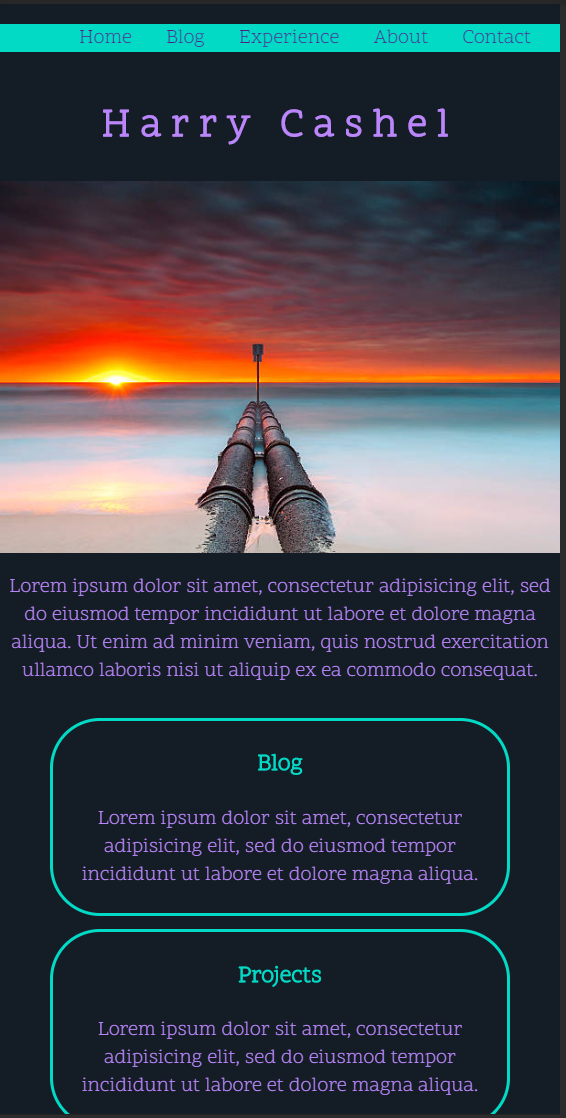 Home Blog Experience About Contact
Harry Cashel
Lorem ipsum dolor sit amet, consectetur adipisicing elit, sed
do eiusmod tempor incididunt ut labore et dolore magna
aliqua. Ut enim ad minim veniam, quis nostrud exercitation
ullamco laboris nisi ut aliquip ex ea commodo consequat.
Blog
Lorem ipsum dolor sit amet, consectetur
adipisicing elit, sed do eiusmod tempor
incididunt ut labore et dolore magna aliqua.
Projects
Lorem ipsum dolor sit amet, consectetur
adipisicing elit, sed do eiusmod tempor
incididunt ut labore et dolore magna aliqua.